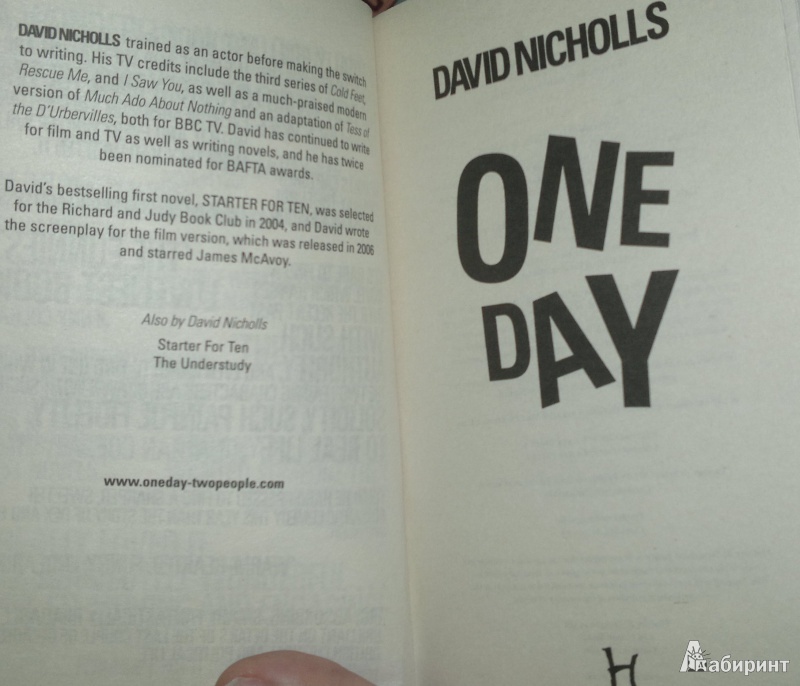 DAVID NICHOLLS trained as an actor before making the switch
to writing. His TV credits include the third series of Cold Feet,
Rescue Me, and I Saw You, as well as a much-praised modern
version of Much Ado About Nothing and an adaptation of Tess of
the D'Urbervilles, both for BBC TV. David has continued to write
for film and TV as well as writing novels, and he has twice
been nominated for BAFTA awards.
David's bestselling first novel, STARTER FOR TEN, was selected
for the Richard and Judy Book Club in 2004, and David wrote
the screenplay for the film version, which was released in 2006
and starred James McAvoy.
Also by David Nicholls
Starter For Ten
The Understudy
www.oneday-twopeople.com
DAVID NICHOLLS
ONE
DAY
Лабиринт